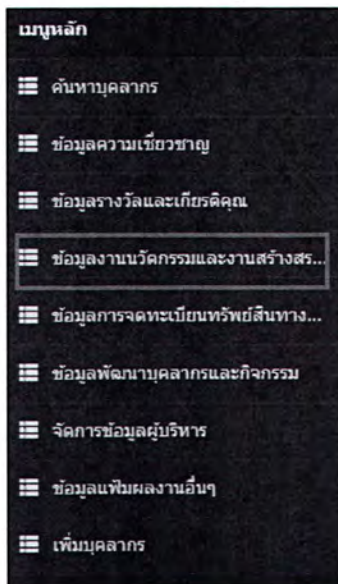 เมนูหลัก
ค้นหาบุคลากร
ข้อมูลความเชี่ยวชาญ
ข้อมูลรางวัลและเกียรติคุณ
ข้อมูลงานนวัตกรรมและงานสร้างสร...
ข้อมูลการจดทะเบียนทรัพย์สินทาง...
ข้อมูลพัฒนาบุคลากรและกิจกรรม
จัดการข้อมูลผู้บริหาร
ข้อมูลแฟ้มผลงานอื่นๆ
เพิ่มบุคลากร